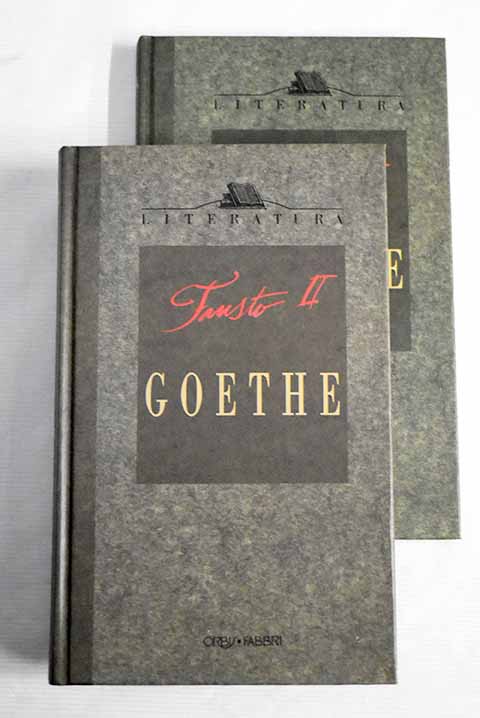 LITERATURA
E
LITERATURA
Fausto II
GOETHE
ORBIS • FABBRI